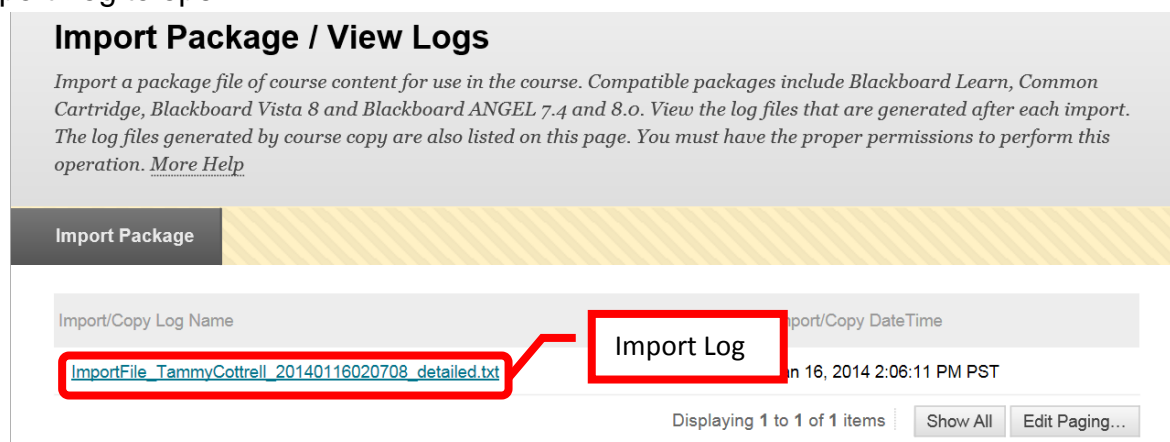 Import Package / View Logs
Import a package file of course content for use in the course. Compatible packages include Blackboard Learn, Common
Cartridge, Blackboard Vista 8 and Blackboard ANGEL 7.4 and 8.0. View the log files that are generated after each import.
The log files generated by course copy are also listed on this page. You must have the proper permissions to perform this
operation. More Help
Import Package
Import/Copy Log Name mport/Copy DateTime
Import Log
ImportFile_TammyCottrell_20140116020708_detailed.txt n 16, 2014 2:06:11 PM PST
Displaying 1 to 1 of 1 items Show All Edit Paging...